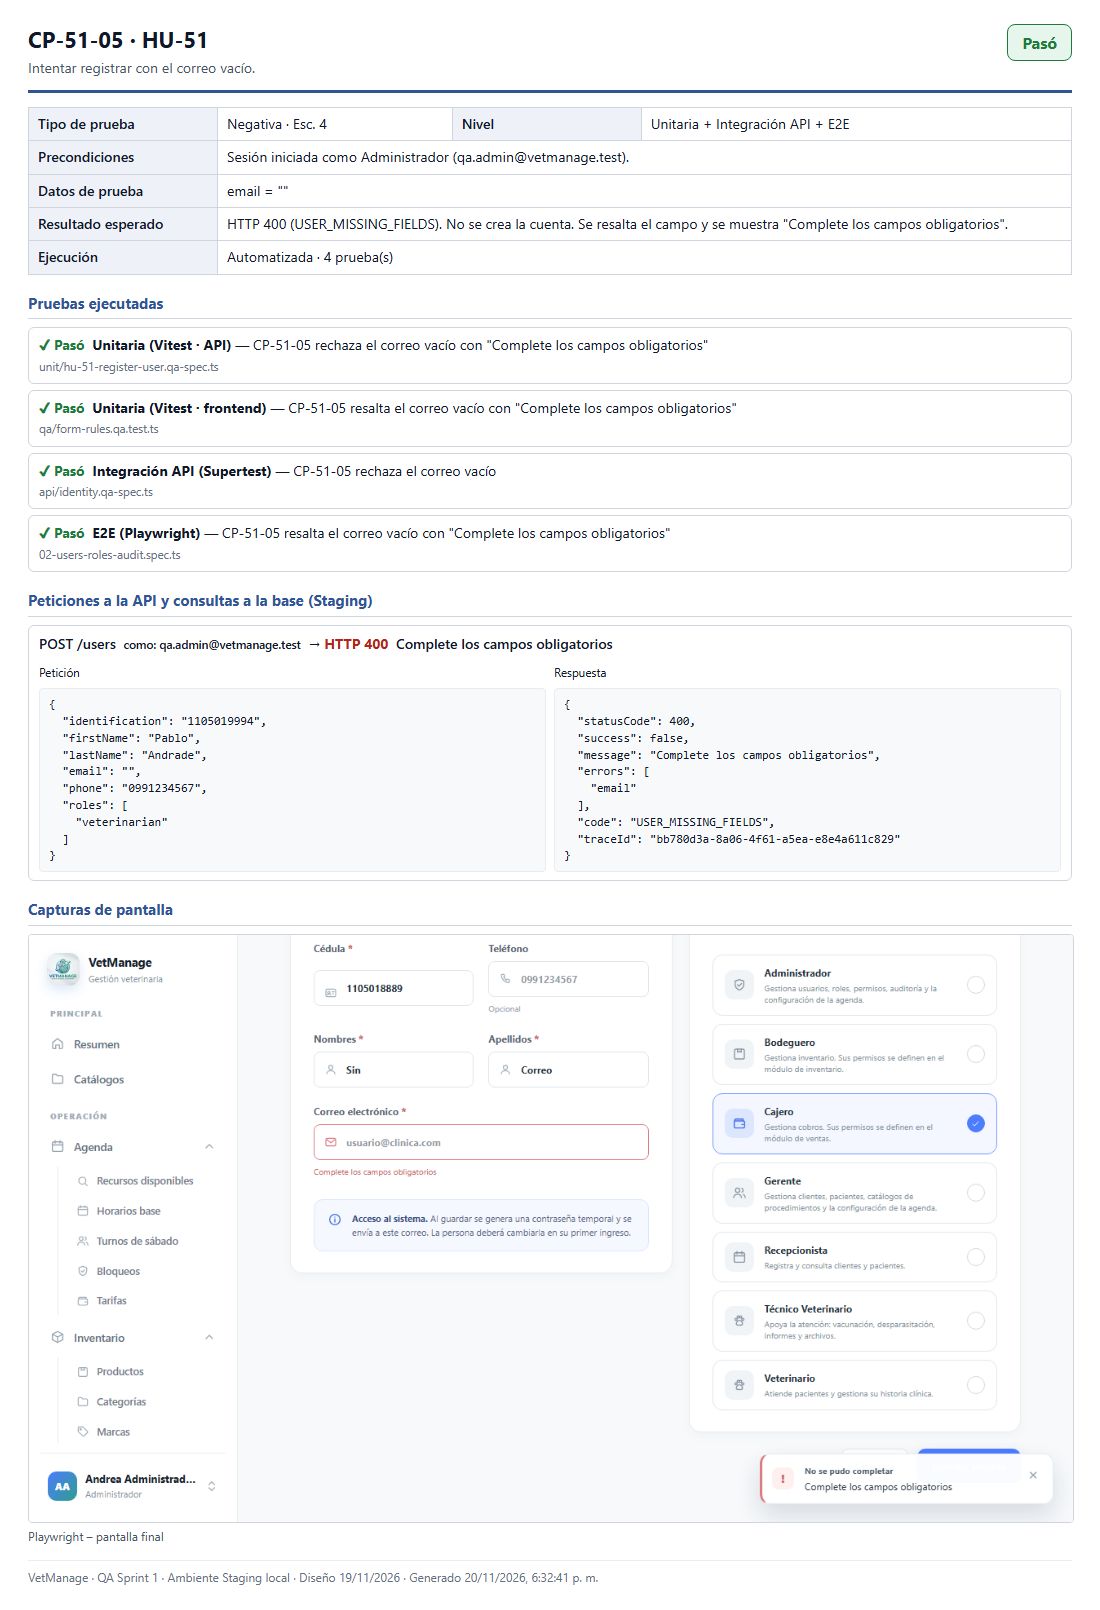 CP-51-05 · HU-51
Pasó
Intentar registrar con el correo vacío.
Tipo de prueba
Negativa · Esc. 4
Nivel
Unitaria + Integración API + E2E
Precondiciones
Sesión iniciada como Administrador (qa.admin@vetmanage.test).
Datos de prueba
email = ""
Resultado esperado
HTTP 400 (USER_MISSING_FIELDS). No se crea la cuenta. Se resalta el campo y se muestra "Complete los campos obligatorios".
Ejecución
Automatizada · 4 prueba(s)
Pruebas ejecutadas
✓ Pasó Unitaria (Vitest · API) — CP-51-05 rechaza el correo vacío con "Complete los campos obligatorios"
unit/hu-51-register-user.qa-spec.ts
✓ Pasó Unitaria (Vitest · frontend) — CP-51-05 resalta el correo vacío con "Complete los campos obligatorios"
qa/form-rules.qa.test.ts
✓ Pasó Integración API (Supertest) — CP-51-05 rechaza el correo vacío
api/identity.qa-spec.ts
✓ Pasó E2E (Playwright) — CP-51-05 resalta el correo vacío con "Complete los campos obligatorios"
02-users-roles-audit.spec.ts
Peticiones a la API y consultas a la base (Staging)
POST /users como: qa.admin@vetmanage.test → HTTP 400 Complete los campos obligatorios
Petición
{
"identification": "1105019994",
"firstName": "Pablo",
"lastName": "Andrade",
"email": "",
"phone": "0991234567",
"roles": [
"veterinarian"
]
}
Respuesta
{
"statusCode": 400,
"success": false,
"message": "Complete los campos obligatorios",
"errors": [
"email"
],
"code": "USER_MISSING_FIELDS",
"traceId": "bb780d3a-8a06-4f61-a5ea-e8e4a611c829"
}
Capturas de pantalla
VETMANAGE
VetManage
Gestión veterinaria
PRINCIPAL
Resumen
Catálogos
OPERACIÓN
Agenda
Recursos disponibles
Horarios base
Turnos de sábado
Bloqueos
Tarifas
Inventario
Productos
Categorías
Marcas
AA
Andrea Administrad...
Administrador
Cédula *
1105018889
Teléfono
0991234567
Opcional
Nombres *
Sin
Apellidos *
Correo
Correo electrónico *
usuario@clinica.com
Complete los campos obligatorios
Acceso al sistema. Al guardar se genera una contraseña temporal y se
envía a este correo. La persona deberá cambiarla en su primer ingreso.
Administrador
Gestiona usuarios, roles, permisos, auditoría y la
configuración de la agenda.
Bodeguero
Gestiona inventario. Sus permisos se definen en el
módulo de inventario.
Cajero
Gestiona cobros. Sus permisos se definen en el
módulo de ventas.
Gerente
Gestiona clientes, pacientes, catálogos de
procedimientos y la configuración de la agenda.
Recepcionista
Registra y consulta clientes y pacientes.
Técnico Veterinario
Apoya la atención: vacunación, desparasitación,
informes y archivos.
Veterinario
Atiende pacientes y gestiona su historia clínica.
No se pudo completar
Complete los campos obligatorios
Playwright – pantalla final
VetManage · QA Sprint 1 · Ambiente Staging local · Diseño 19/11/2026 · Generado 20/11/2026, 6:32:41 p. m.